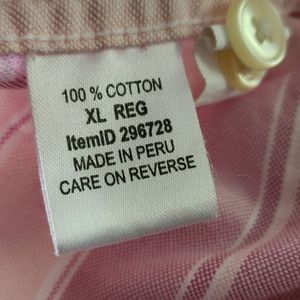 100 % COTTON
XL REG
ItemID 296728
MADE IN PERU
CARE ON REVERSE